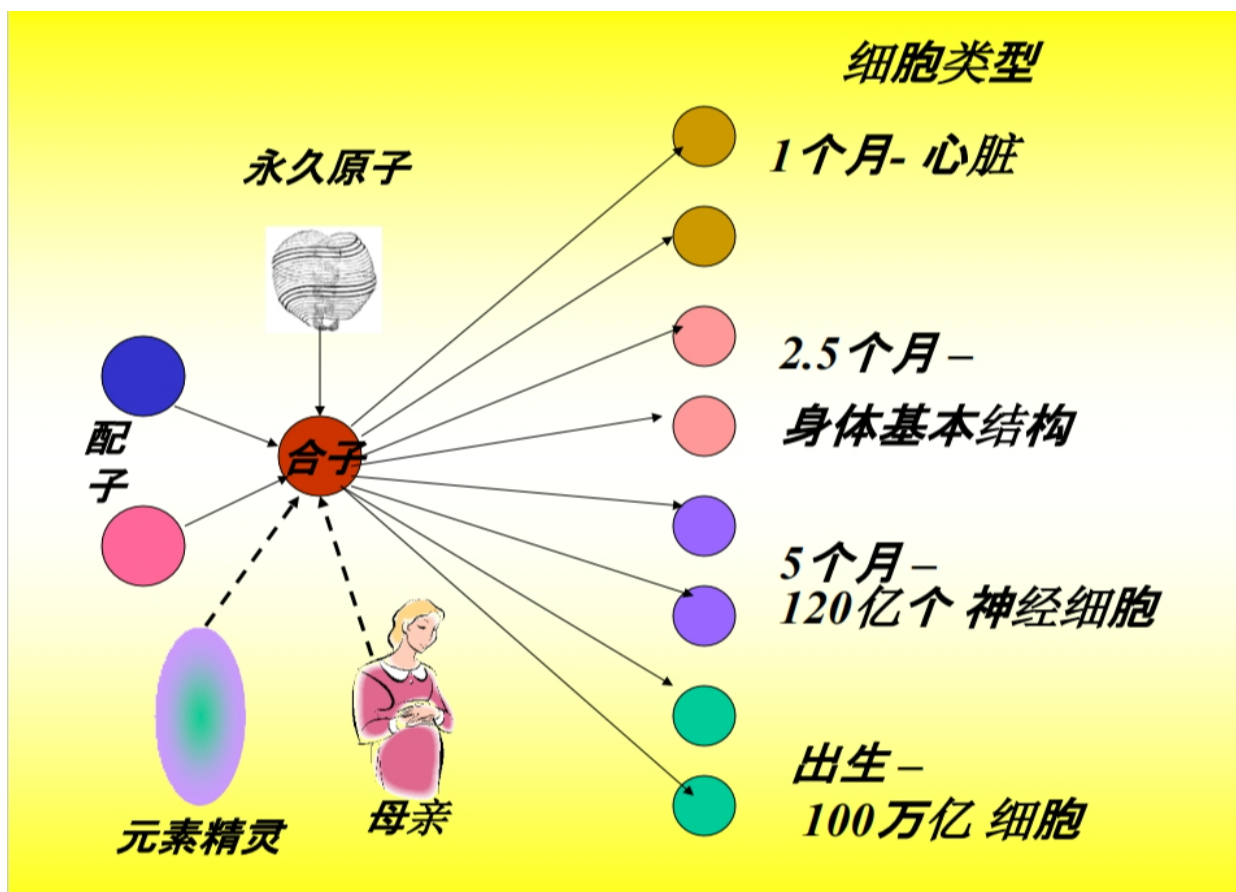 细胞类型
永久原子
1个月- 心脏
2.5个月 –
身体基本结构
配
子
合子
5个月 –
120亿个 神经细胞
出生 –
100万亿 细胞
母亲
元素精灵